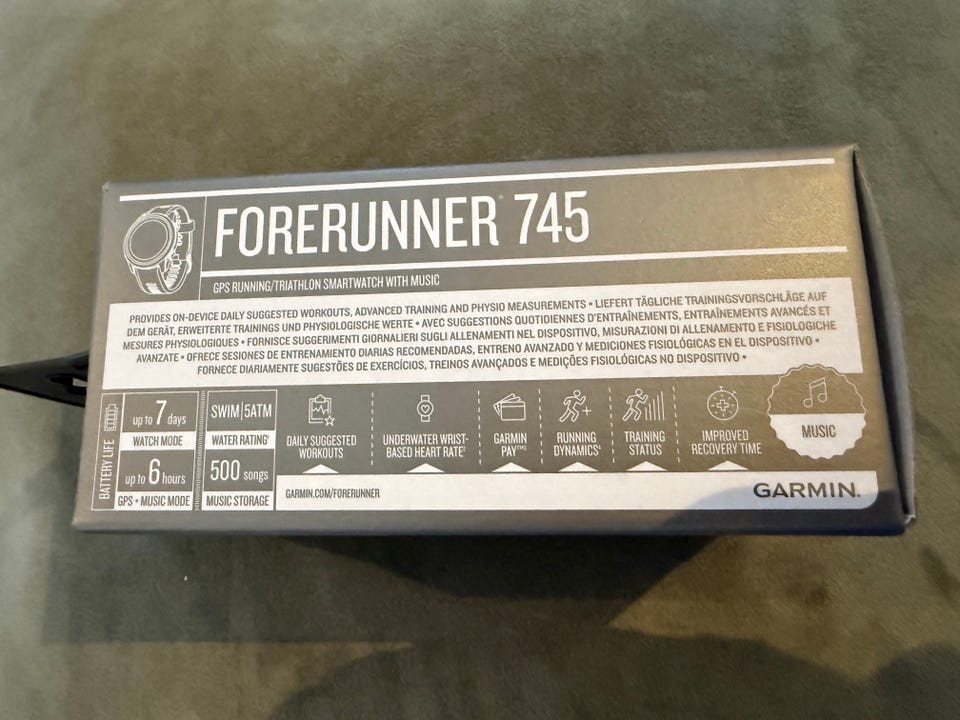 FORERUNNER® 745
GPS RUNNING/TRIATHLON SMARTWATCH WITH MUSIC
PROVIDES ON-DEVICE DAILY SUGGESTED WORKOUTS, ADVANCED TRAINING AND PHYSIO MEASUREMENTS • LIEFERT TÄGLICHE TRAININGSVORSCHLÄGE AUF
DEM GERÄT, ERWEITERTE TRAININGS UND PHYSIOLOGISCHE WERTE • AVEC SUGGESTIONS QUOTIDIENNES D'ENTRAÎNEMENTS, ENTRAÎNEMENTS AVANCÉS ET
MESURES PHYSIOLOGIQUES • FORNISCE SUGGERIMENTI GIORNALIERI SUGLI ALLENAMENTI NEL DISPOSITIVO, MISURAZIONI DI ALLENAMENTO E FISIOLOGICHE
AVANZATE • OFRECE SESIONES DE ENTRENAMIENTO DIARIAS RECOMENDADAS, ENTRENO AVANZADO Y MEDICIONES FISIOLÓGICAS EN EL DISPOSITIVO •
FORNECE DIARIAMENTE SUGESTÕES DE EXERCÍCIOS, TREINOS AVANÇADOS E MEDIÇÕES FISIOLÓGICAS NO DISPOSITIVO •
BATTERY LIFE
up to 7 days
WATCH MODE
up to 6 hours
GPS + MUSIC MODE
SWIM|5ATM
WATER RATING
500 songs
MUSIC STORAGE
DAILY SUGGESTED
WORKOUTS
UNDERWATER WRIST-
BASED HEART RATE
GARMIN
PAY
RUNNING
DYNAMICS
TRAINING
STATUS
IMPROVED
RECOVERY TIME
MUSIC
GARMIN.COM/FORERUNNER
GARMIN.